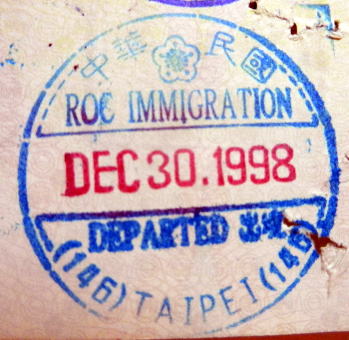 中華民國
ROC IMMIGRATION
DEC 30.1998
DEPARTED 出境
(146) TAIPEI (146)